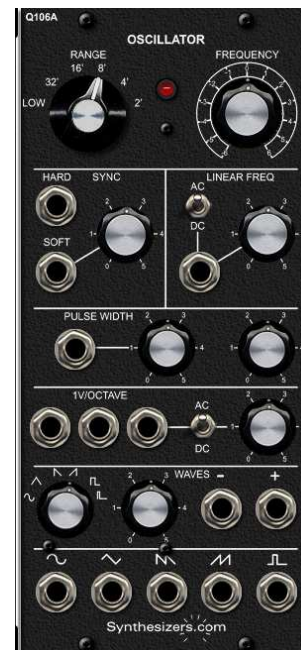 Q106A
OSCILLATOR
RANGE
FREQUENCY
16' 8'
32' 4'
LOW 2'
HARD SYNC
LINEAR FREQ
AC
SOFT
DC
PULSE WIDTH
1V/OCTAVE
AC
DC
WAVES - +
Synthesizers.com